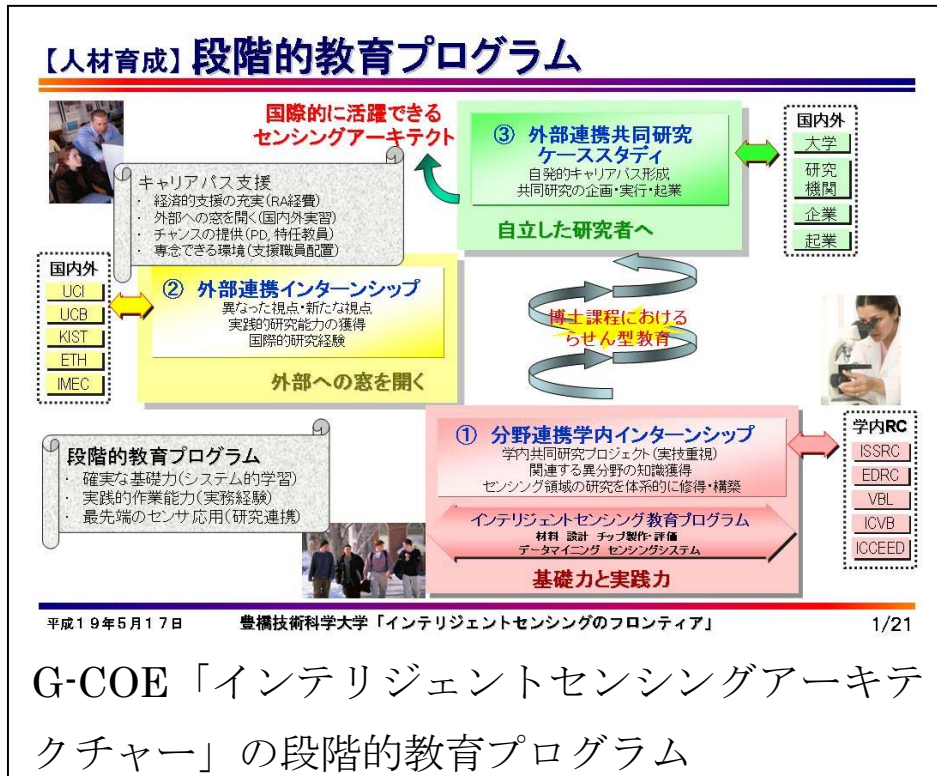 【人材育成】段階的教育プログラム
国際的に活躍できる
センシングアーキテクト
キャリアパス支援
・ 経済的支援の充実(RA経費)
・ 外部への窓を開く(国内外実習)
・ チャンスの提供(PD, 特任教員)
・ 専念できる環境(支援職員配置)
③ 外部連携共同研究
ケーススタディ
自発的キャリアパス形成
共同研究の企画・実行・起業
自立した研究者へ
国内外
大学
研究
機関
企業
起業
国内外
UCI
UCB
KIST
ETH
IMEC
② 外部連携インターンシップ
異なった視点・新たな視点
実践的研究能力の獲得
国際的研究経験
外部への窓を開く
博士課程における
らせん型教育
段階的教育プログラム
・ 確実な基礎力(システム的学習)
・ 実践的作業能力(実務経験)
・ 最先端のセンサ応用(研究連携)
① 分野連携学内インターンシップ
学内共同研究プロジェクト(実技重視)
関連する異分野の知識獲得
センシング領域の研究を体系的に修得・構築
インテリジェントセンシング教育プログラム
材料 設計 チップ製作・評価
データマイニング センシングシステム
基礎力と実践力
学内RC
ISSRC
EDRC
VBL
ICVB
ICCEED
平成19年5月17日
豊橋技術科学大学「インテリジェントセンシングのフロンティア」
1/21
G-COE「インテリジェントセンシングアーキテ
クチャー」の段階的教育プログラム